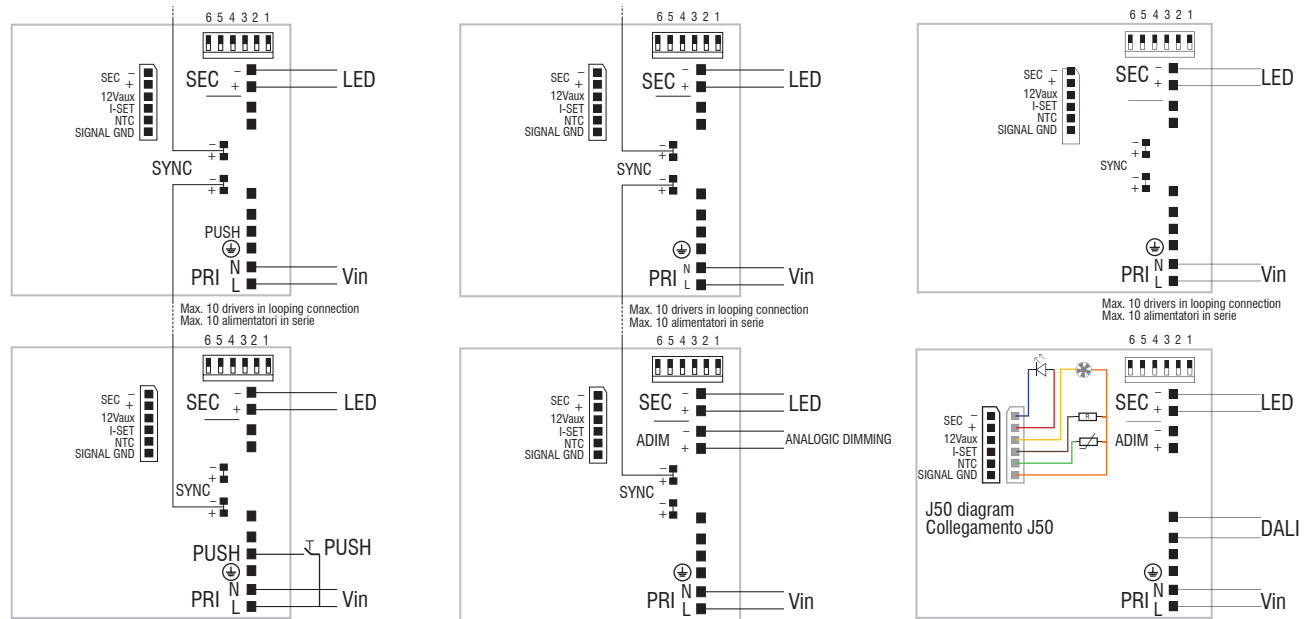 6 5 4 3 2 1
SEC −
+
12Vaux
I-SET
NTC
SIGNAL GND
SEC −
+
LED
−
+
SYNC
−
+
PUSH
PRI N
L
Vin
Max. 10 drivers in looping connection
Max. 10 alimentatori in serie
6 5 4 3 2 1
SEC −
+
12Vaux
I-SET
NTC
SIGNAL GND
SEC −
+
LED
−
+
SYNC
−
+
PRI N
L
Vin
Max. 10 drivers in looping connection
Max. 10 alimentatori in serie
6 5 4 3 2 1
SEC −
+
12Vaux
I-SET
NTC
SIGNAL GND
SEC −
+
LED
−
+
SYNC
−
+
PRI N
L
Vin
Max. 10 drivers in looping connection
Max. 10 alimentatori in serie
6 5 4 3 2 1
SEC −
+
12Vaux
I-SET
NTC
SIGNAL GND
SEC −
+
LED
−
+
SYNC
−
+
PUSH
PUSH
PRI N
L
Vin
6 5 4 3 2 1
SEC −
+
12Vaux
I-SET
NTC
SIGNAL GND
SEC −
+
LED
ADIM −
+
ANALOGIC DIMMING
−
+
SYNC
−
+
PRI N
L
Vin
6 5 4 3 2 1
SEC −
+
12Vaux
I-SET
NTC
SIGNAL GND
R
SEC −
+
LED
ADIM −
+
J50 diagram
Collegamento J50
DALI
PRI N
L
Vin